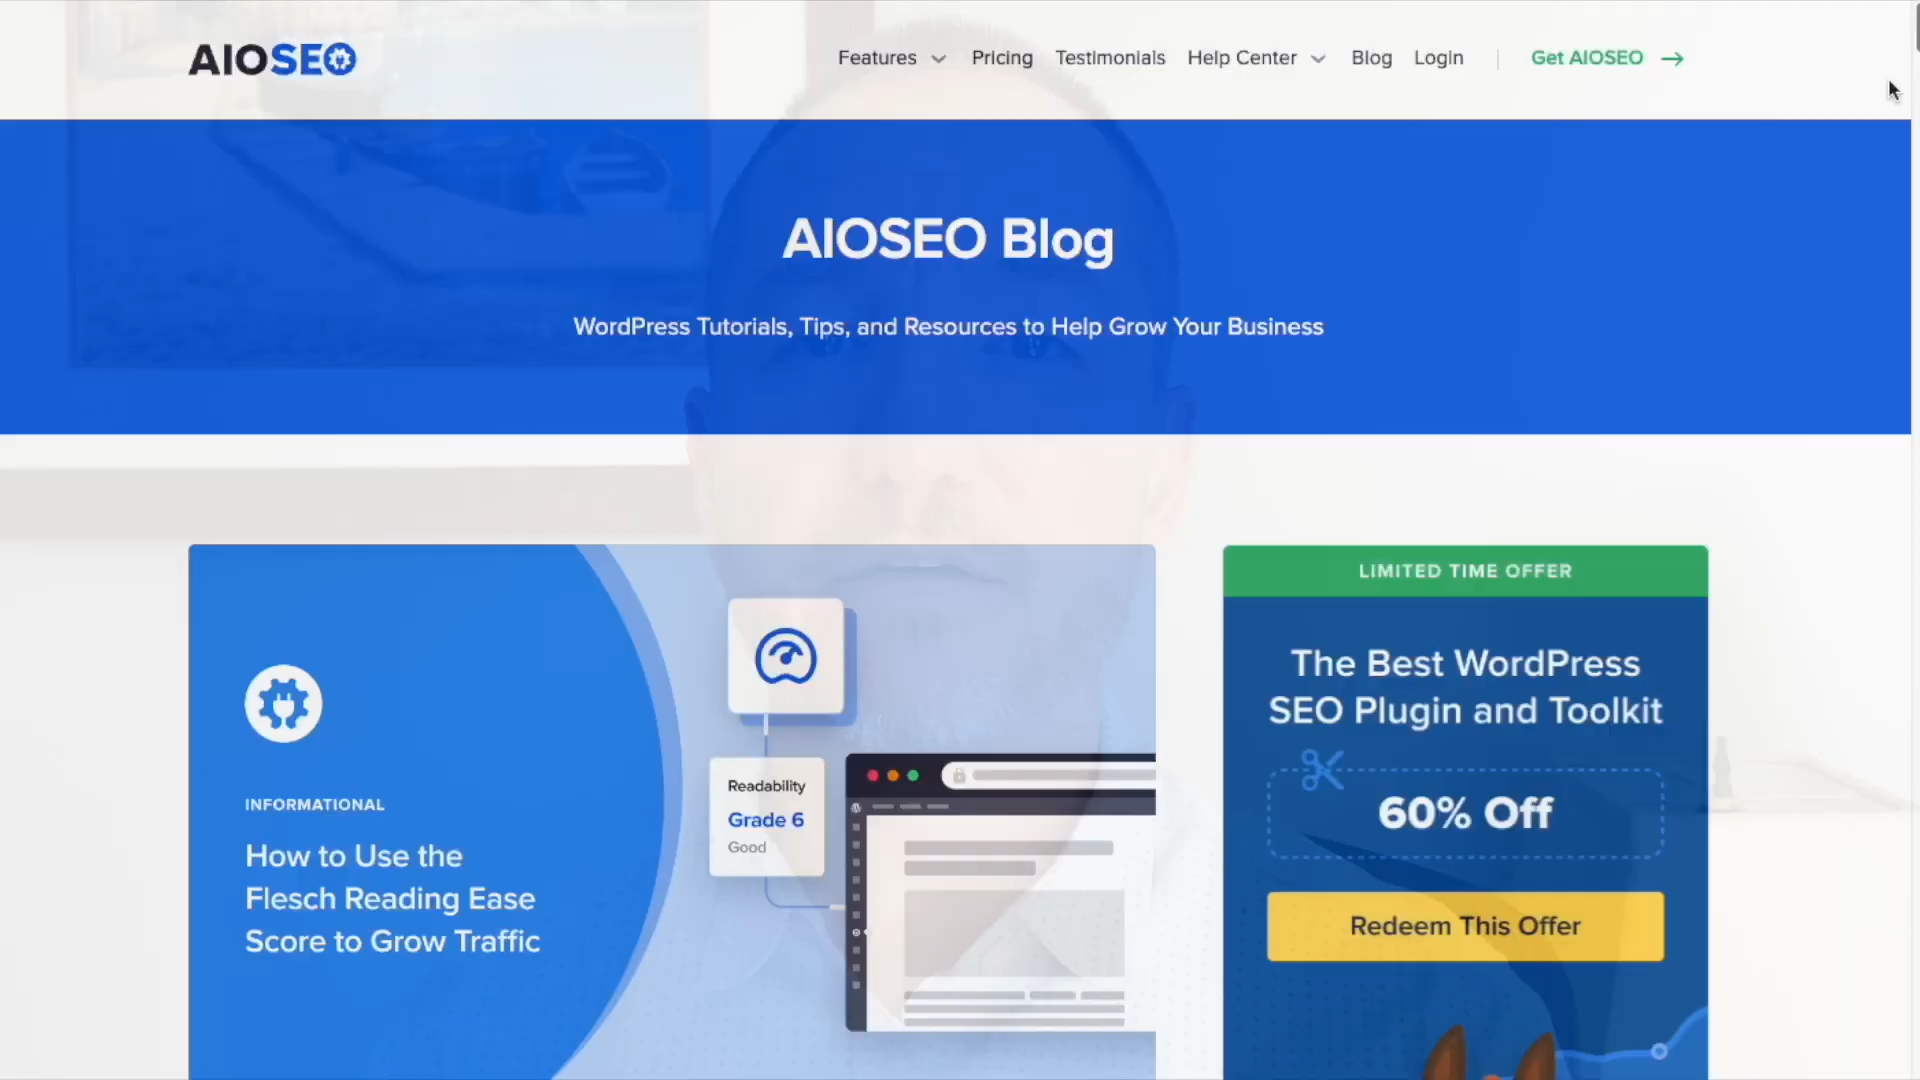 AIOSEO
Features
Pricing
Testimonials
Help Center
Blog
Login
Get AIOSEO
AIOSEO Blog
WordPress Tutorials, Tips, and Resources to Help Grow Your Business
INFORMATIONAL
How to Use the
Flesch Reading Ease
Score to Grow Traffic
Readability
Grade 6
Good
LIMITED TIME OFFER
The Best WordPress
SEO Plugin and Toolkit
60% Off
Redeem This Offer